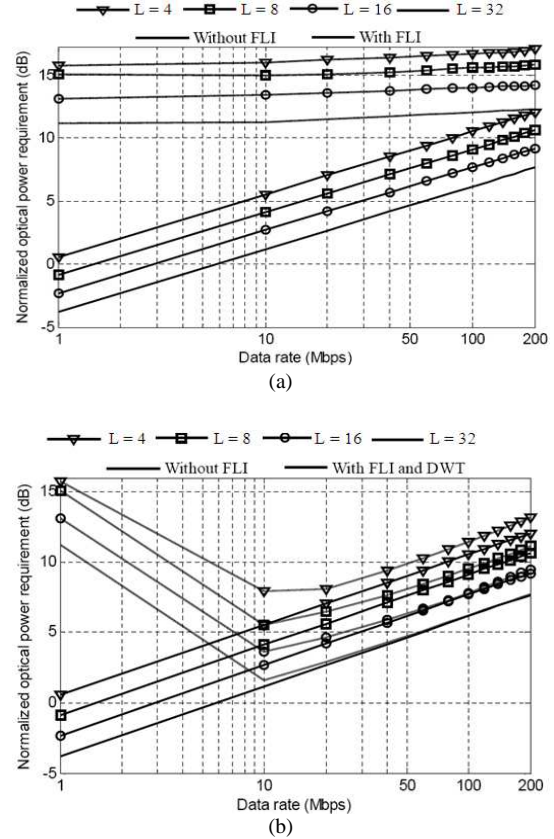 L = 4 L = 8 L = 16 L = 32
Without FLI With FLI
15
10
5
0
-5
Normalized optical power requirement (dB)
1 10 50 100 200
Data rate (Mbps)
(a)
L = 4 L = 8 L = 16 L = 32
Without FLI With FLI and DWT
15
10
5
0
-5
Normalized optical power requirement (dB)
1 10 50 100 200
Data rate (Mbps)
(b)